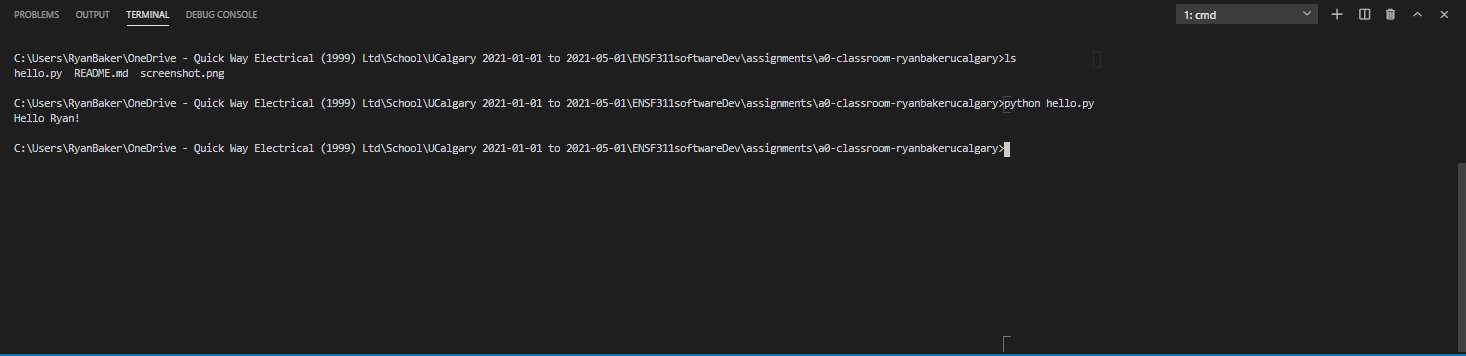 PROBLEMS OUTPUT TERMINAL DEBUG CONSOLE 1: cmd
C:\Users\RyanBaker\OneDrive - Quick Way Electrical (1999) Ltd\School\UCalgary 2021-01-01 to 2021-05-01\ENSF311softwareDev\assignments\a0-classroom-ryanbakerucalgary>ls
hello.py  README.md  screenshot.png
C:\Users\RyanBaker\OneDrive - Quick Way Electrical (1999) Ltd\School\UCalgary 2021-01-01 to 2021-05-01\ENSF311softwareDev\assignments\a0-classroom-ryanbakerucalgary>python hello.py
Hello Ryan!
C:\Users\RyanBaker\OneDrive - Quick Way Electrical (1999) Ltd\School\UCalgary 2021-01-01 to 2021-05-01\ENSF311softwareDev\assignments\a0-classroom-ryanbakerucalgary>